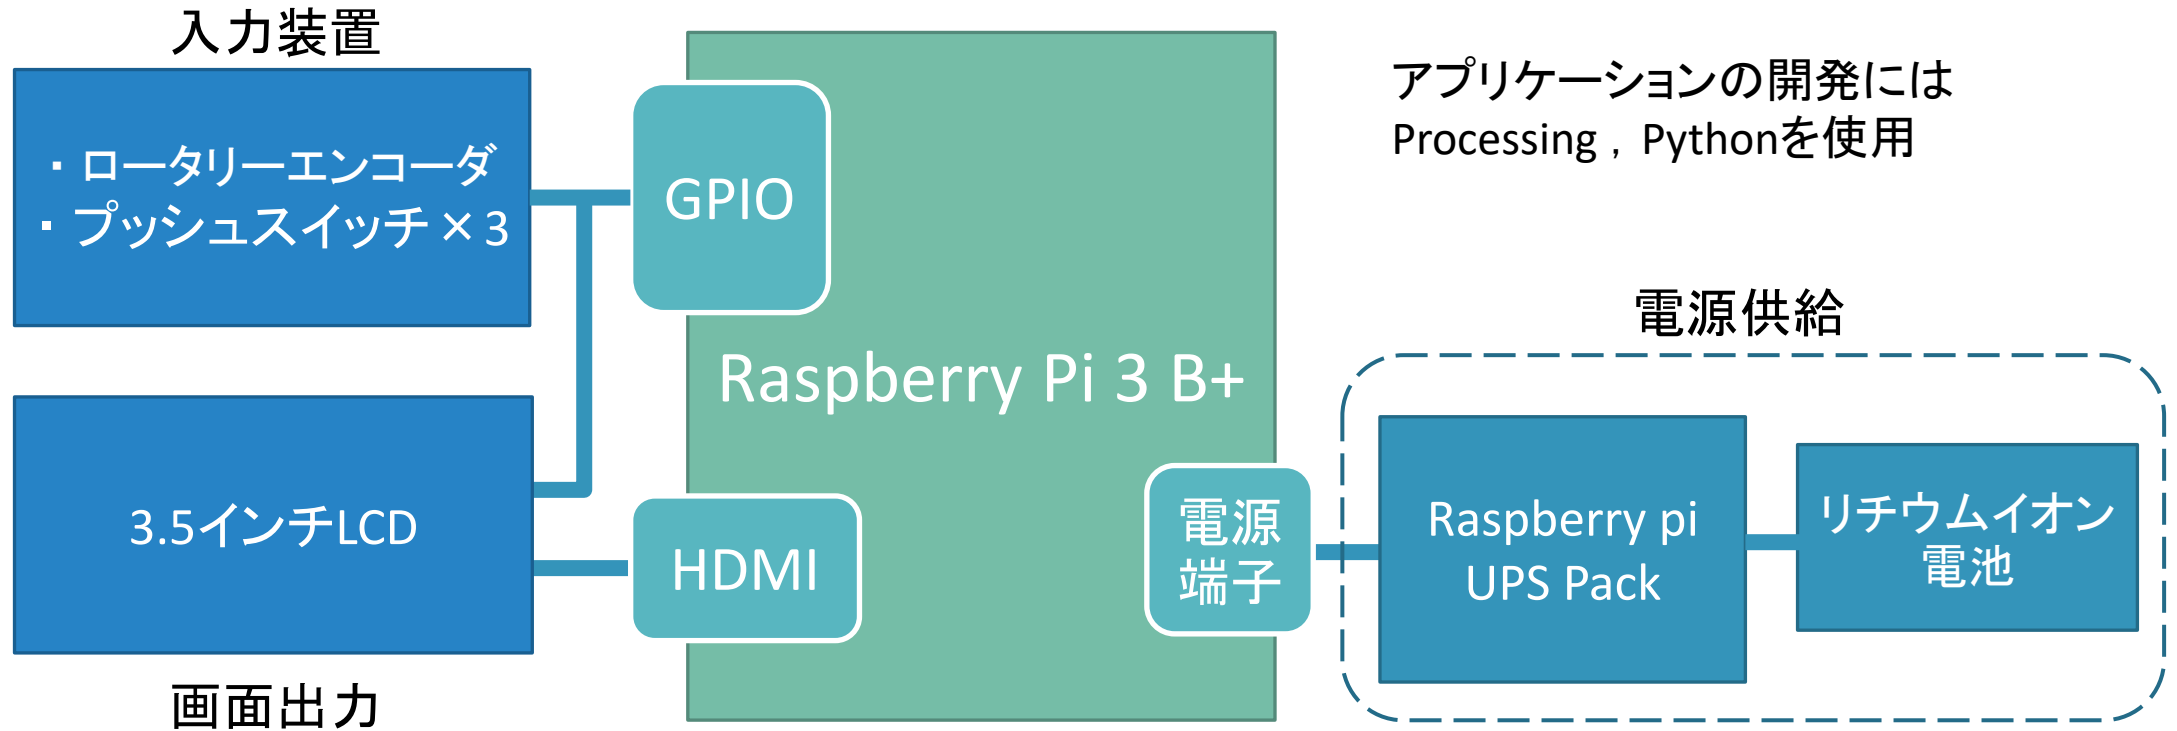 入力装置
・ロータリーエンコーダ
・プッシュスイッチ×3
GPIO
アプリケーションの開発には
Processing，Pythonを使用
Raspberry Pi 3 B+
3.5インチLCD
HDMI
画面出力
電源
端子
電源供給
Raspberry pi
UPS Pack
リチウムイオン
電池